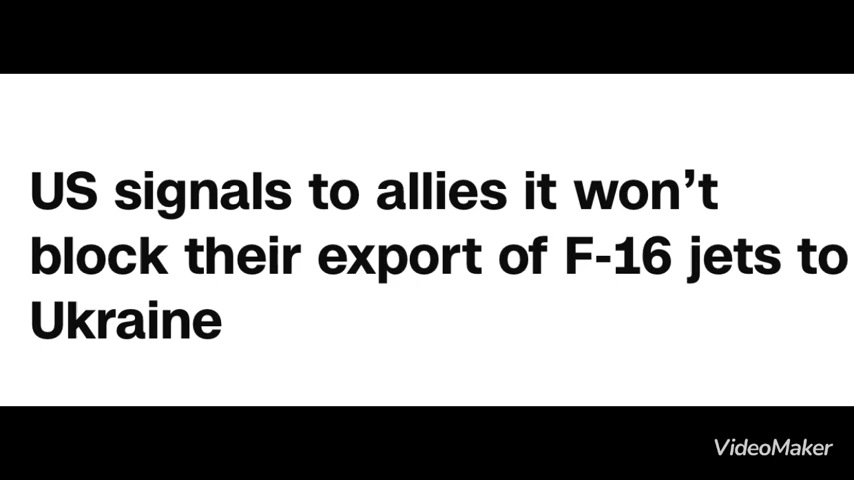 US signals to allies it won’t
block their export of F-16 jets to
Ukraine
VideoMaker